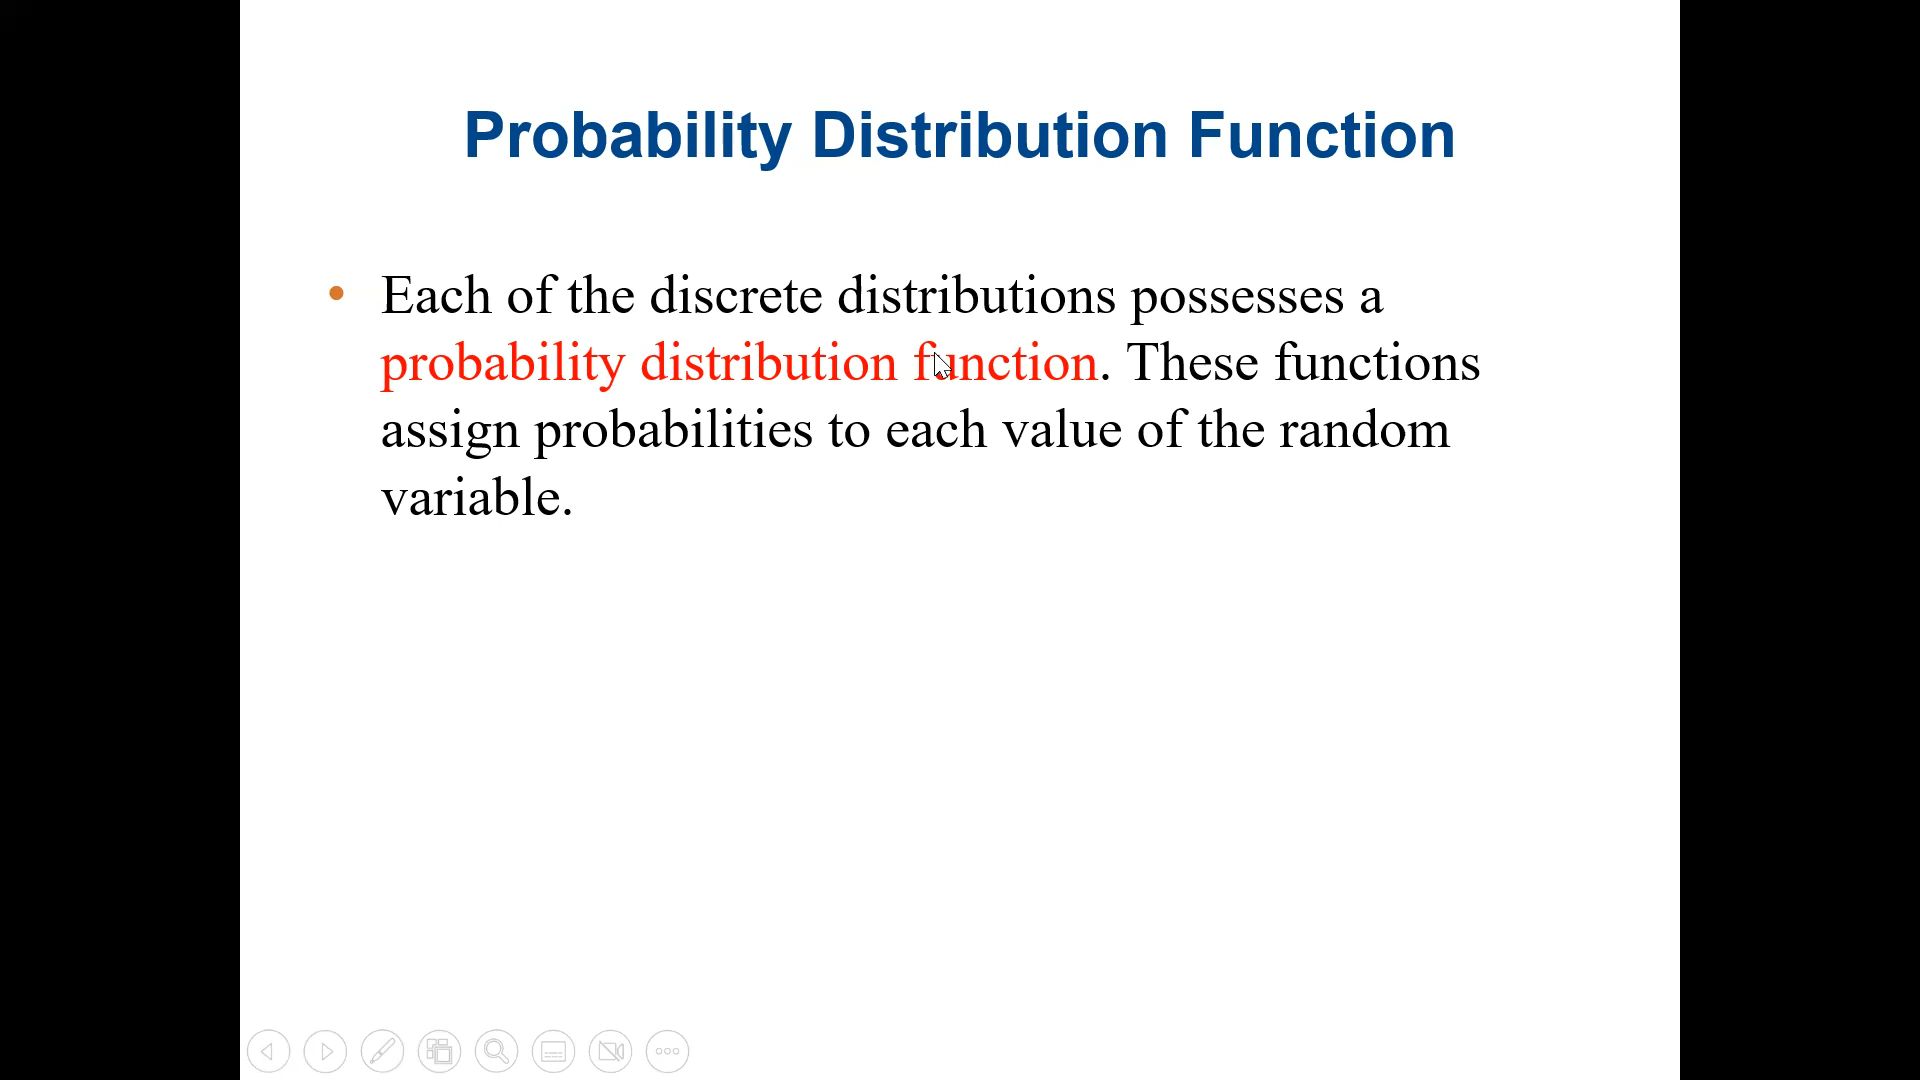 Probability Distribution Function
• Each of the discrete distributions possesses a
probability distribution function. These functions
assign probabilities to each value of the random
variable.